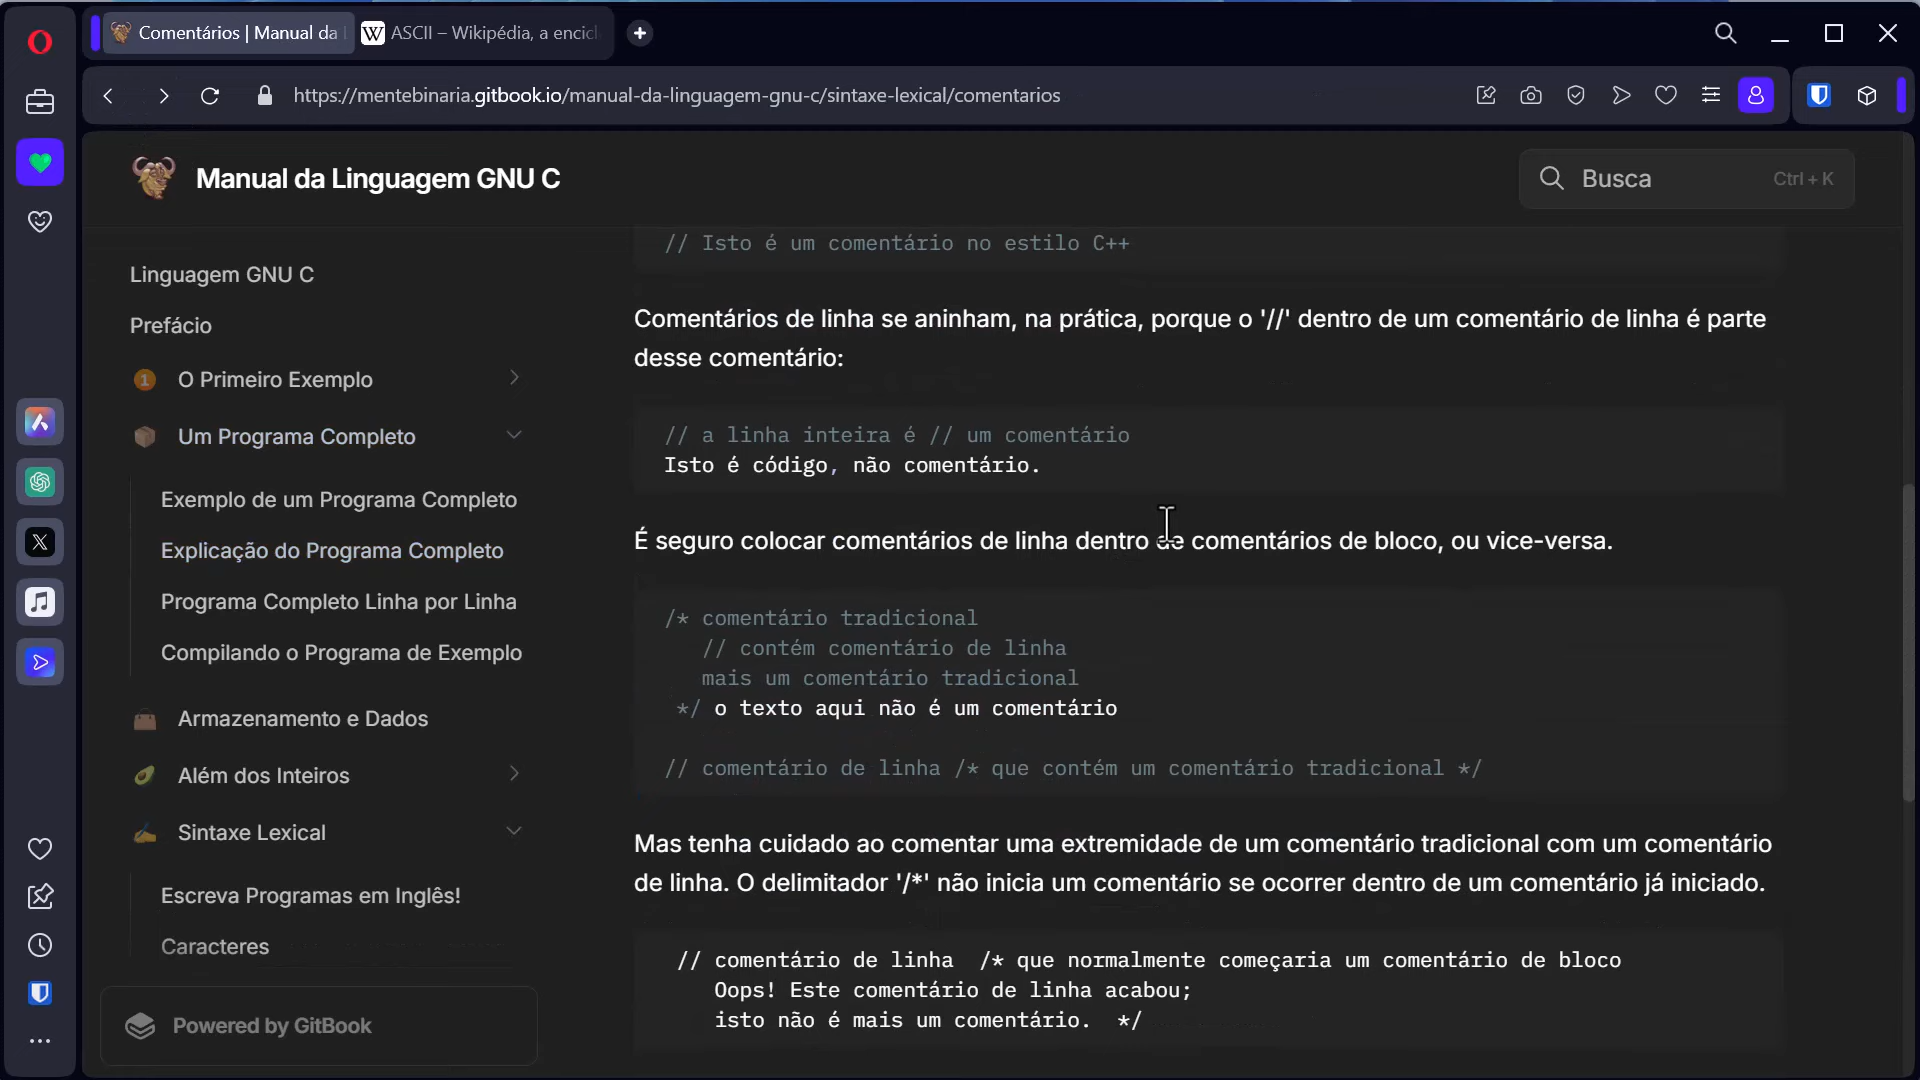 Comentários | Manual da
ASCII – Wikipédia, a encicl
https://mentebinaria.gitbook.io/manual-da-linguagem-gnu-c/sintaxe-lexical/comentarios
Manual da Linguagem GNU C
Busca
Ctrl + K
Linguagem GNU C
Prefácio
1 O Primeiro Exemplo
Um Programa Completo
Exemplo de um Programa Completo
Explicação do Programa Completo
Programa Completo Linha por Linha
Compilando o Programa de Exemplo
Armazenamento e Dados
Além dos Inteiros
Sintaxe Lexical
Escreva Programas em Inglês!
Caracteres
Powered by GitBook
// Isto é um comentário no estilo C++
Comentários de linha se aninham, na prática, porque o '//' dentro de um comentário de linha é parte
desse comentário:
// a linha inteira é // um comentário
Isto é código, não comentário.
É seguro colocar comentários de linha dentro de comentários de bloco, ou vice-versa.
/* comentário tradicional
// contém comentário de linha
mais um comentário tradicional
*/ o texto aqui não é um comentário
// comentário de linha /* que contém um comentário tradicional */
Mas tenha cuidado ao comentar uma extremidade de um comentário tradicional com um comentário
de linha. O delimitador '/*' não inicia um comentário se ocorrer dentro de um comentário já iniciado.
// comentário de linha /* que normalmente começaria um comentário de bloco
Oops! Este comentário de linha acabou;
isto não é mais um comentário. */